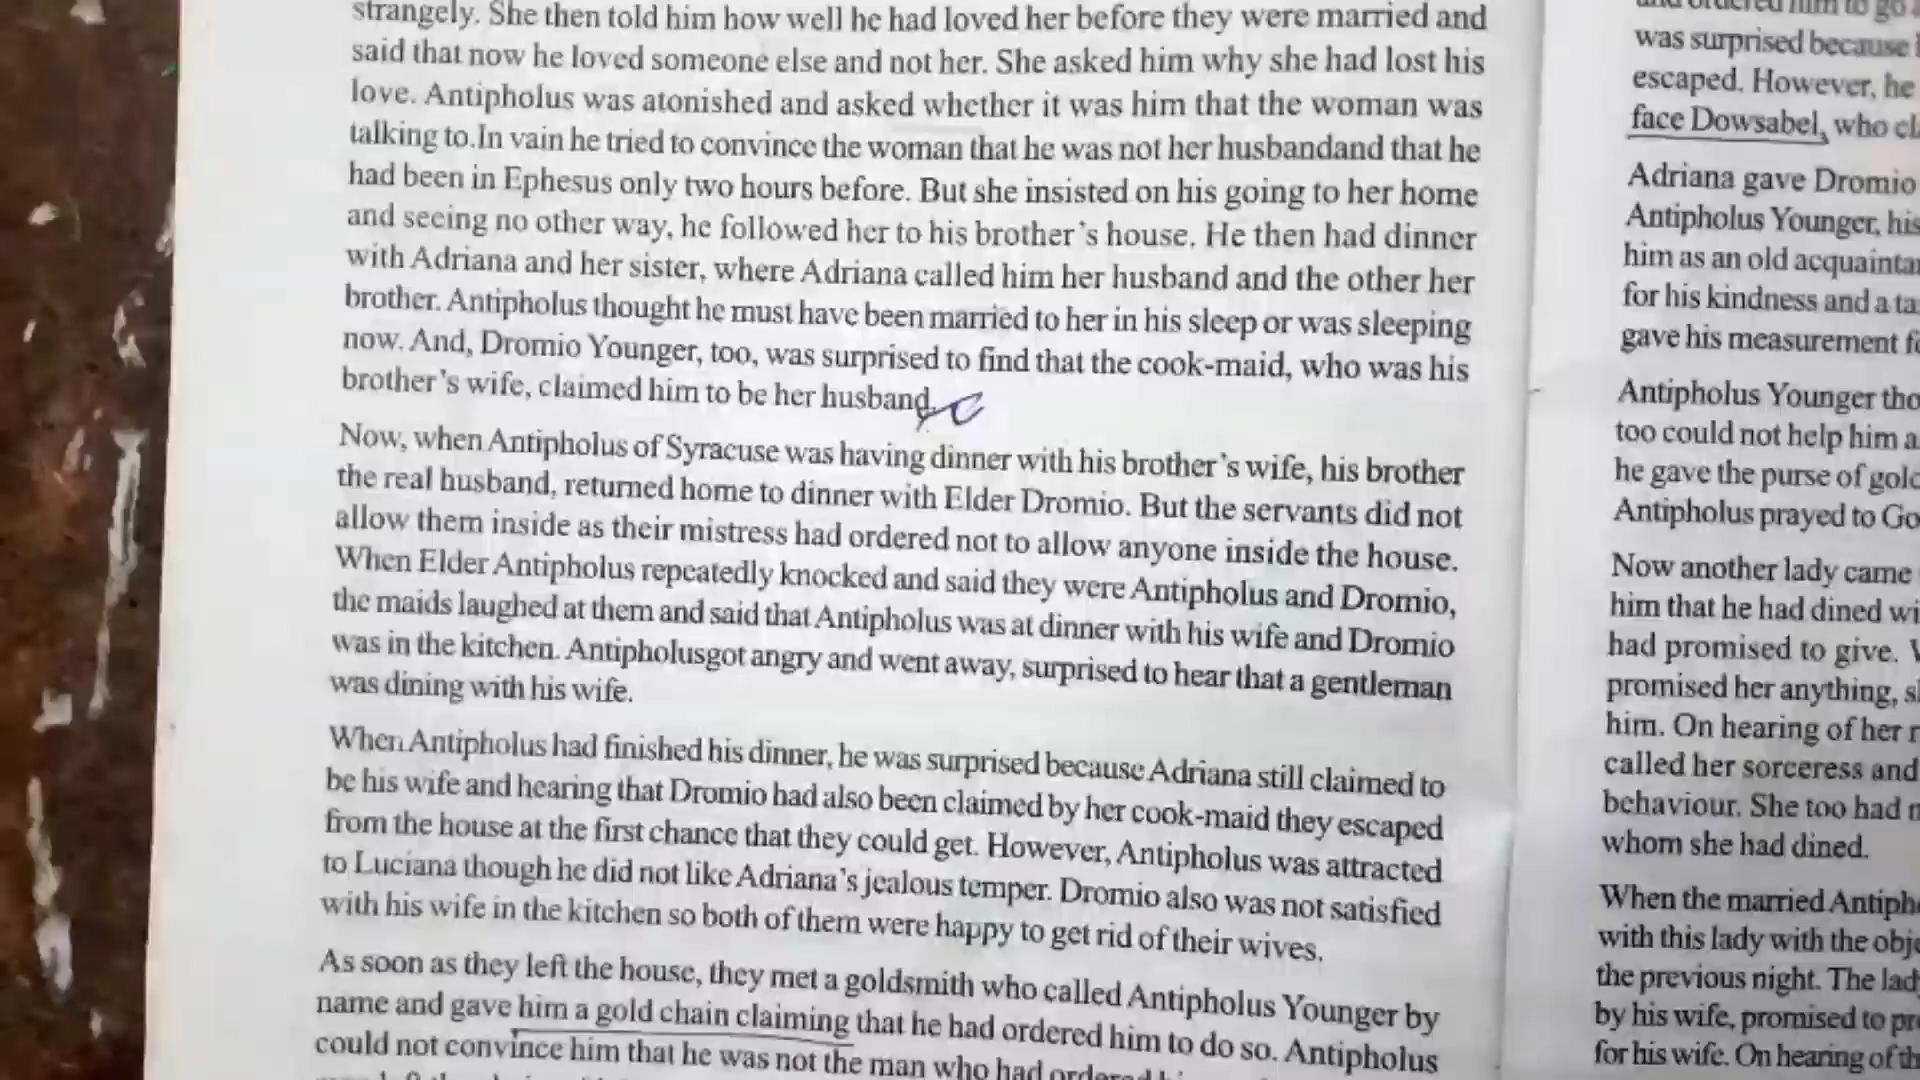 strangely. She then told him how well he had loved her before they were married and
said that now he loved someone else and not her. She asked him why she had lost his
love. Antipholus was atonished and asked whether it was him that the woman was
talking to.In vain he tried to convince the woman that he was not her husbandand that he
had been in Ephesus only two hours before. But she insisted on his going to her home
and seeing no other way, he followed her to his brother's house. He then had dinner
with Adriana and her sister, where Adriana called him her husband and the other her
brother. Antipholus thought he must have been married to her in his sleep or was sleeping
now. And, Dromio Younger, too, was surprised to find that the cook-maid, who was his
brother's wife, claimed him to be her husband.
Now, when Antipholus of Syracuse was having dinner with his brother's wife, his brother
the real husband, returned home to dinner with Elder Dromio. But the servants did not
allow them inside as their mistress had ordered not to allow anyone inside the house.
When Elder Antipholus repeatedly knocked and said they were Antipholus and Dromio,
the maids laughed at them and said that Antipholus was at dinner with his wife and Dromio
was in the kitchen. Antipholusgot angry and went away, surprised to hear that a gentleman
was dining with his wife.
When Antipholus had finished his dinner, he was surprised because Adriana still claimed to
be his wife and hearing that Dromio had also been claimed by her cook-maid they escaped
from the house at the first chance that they could get. However, Antipholus was attracted
to Luciana though he did not like Adriana's jealous temper. Dromio also was not satisfied
with his wife in the kitchen so both of them were happy to get rid of their wives.
As soon as they left the house, they met a goldsmith who called Antipholus Younger by
name and gave him a gold chain claiming that he had ordered him to do so. Antipholus
could not convince him that he was not the man who had ordered
and ordered him to go
was surprised because
escaped. However, he
face Dowsabel, who
Adriana gave Dromio
Antipholus Younger, his
him as an old
for his kindness and a
gave his measurement
Antipholus Younger
too could not help him
he gave the purse of
Antipholus prayed to
Now another lady came
him that he had dined
had promised to give.
promised her anything,
him. On hearing of her
called her sorceress and
behaviour. She too had
whom she had dined.
When the married
with this lady with the
the previous night. The
by his wife, promised to
for his wife. On hearing of